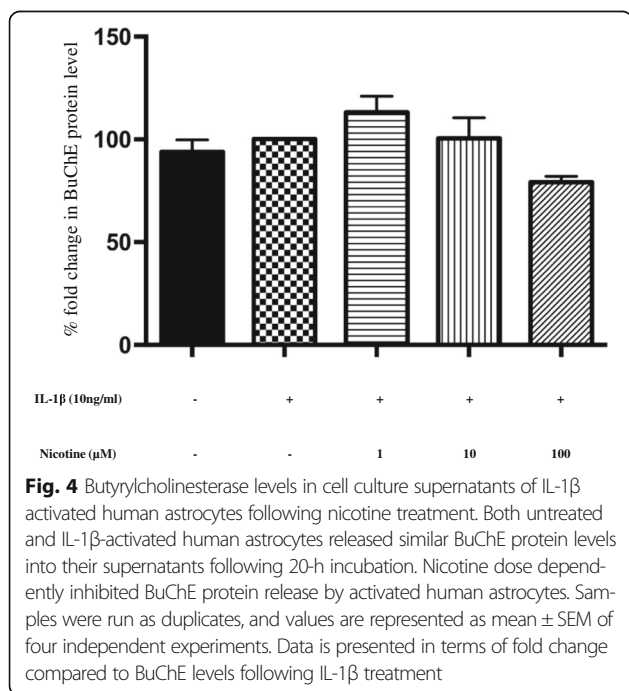 % fold change in BuChE protein level
150
100
50
0
IL-1β (10ng/ml) - + + + +
Nicotine (μM) - - 1 10 100
Fig. 4 Butyrylcholinesterase levels in cell culture supernatants of IL-1β
activated human astrocytes following nicotine treatment. Both untreated
and IL-1β-activated human astrocytes released similar BuChE protein levels
into their supernatants following 20-h incubation. Nicotine dose depend-
ently inhibited BuChE protein release by activated human astrocytes. Sam-
ples were run as duplicates, and values are represented as mean ± SEM of
four independent experiments. Data is presented in terms of fold change
compared to BuChE levels following IL-1β treatment